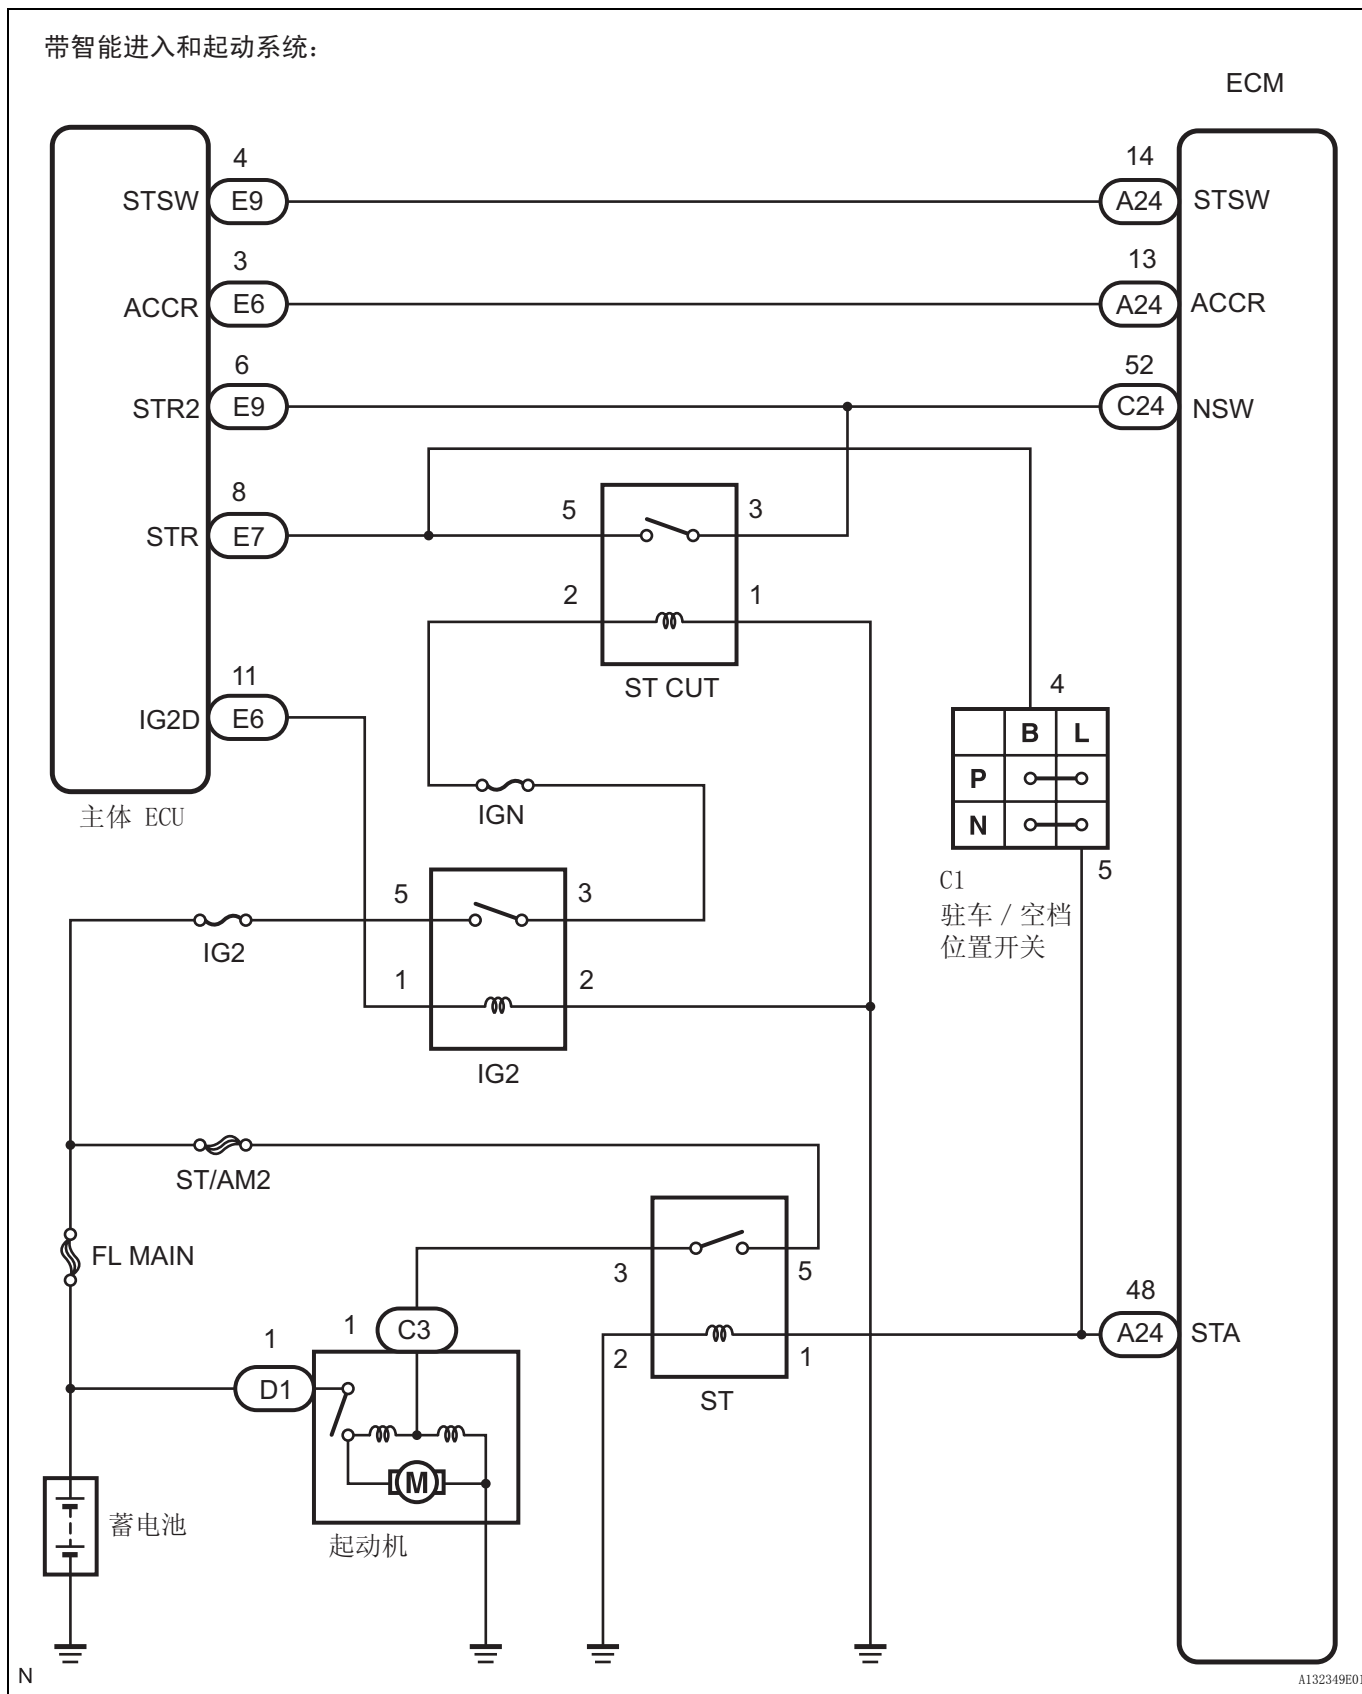 带智能进入和起动系统:
ECM
4
14
STSW
E9
A24
STSW
3
13
ACCR
E6
A24
ACCR
6
52
STR2
E9
C24
NSW
8
5
3
STR
E7
2
1
ST CUT
11
4
IG2D
E6
B L
P
N
主体 ECU
IGN
5
C1
驻车 / 空档
位置开关
5
3
IG2
1
2
IG2
ST/AM2
FL MAIN
3
5
48
1
1
C3
A24
STA
2
1
D1
ST
M
蓄电池
起动机
N
A132349E01